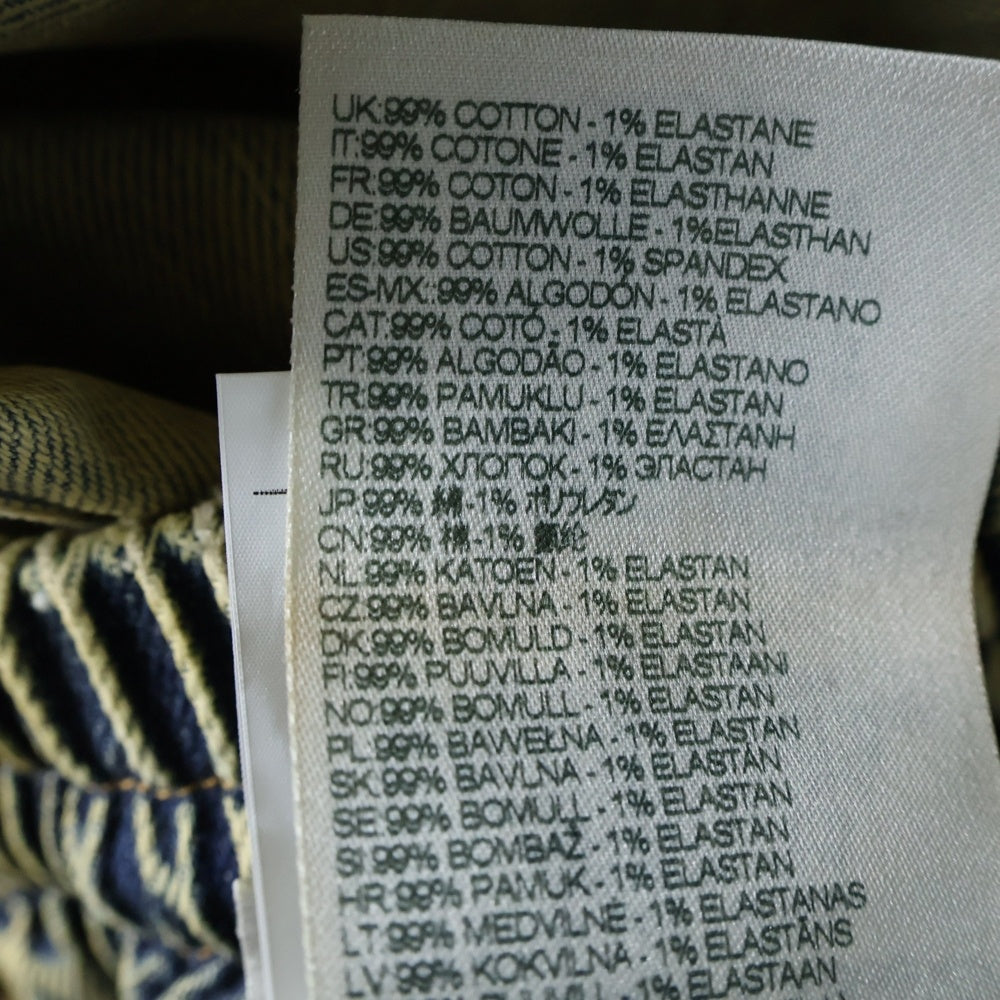 UK:99% COTTON - 1% ELASTANE
IT:99% COTONE - 1% ELASTAN
FR:99% COTON - 1% ELASTHANNE
DE:99% BAUMWOLLE - 1%ELASTHAN
US:99% COTTON - 1% SPANDEX
ES-MX:99% ALGODÓN - 1% ELASTANO
CAT:99% COTÓ - 1% ELASTÀ
PT:99% ALGODÃO - 1% ELASTANO
TR:99% PAMUKLU - 1% ELASTAN
GR:99% BAMBAKI - 1% ΕΛΑΣΤΑΝΗ
RU:99% ХЛОПОК - 1% ЭЛАСТАН
JP:99% 綿 -1% ポリウレタン
CN:99% 棉 -1%
NL:99% KATOEN - 1% ELASTAN
CZ:99% BAVLNA - 1% ELASTAN
DK:99% BOMULD - 1% ELASTAN
FI:99% PUUVILLA - 1% ELASTAANI
NO:99% BOMULL - 1% ELASTAN
PL:99% BAWEŁNA - 1% ELASTAN
SK:99% BAVLNA - 1% ELASTAN
SE:99% BOMULL - 1% ELASTAN
SI:99% BOMBAŽ - 1% ELASTAN
HR:99% PAMUK - 1% ELASTAN
LT:99% MEDVILNE - 1% ELASTANAS
LV:99% KOKVILNA - 1% ELASTĀNS
1% ELASTAAN